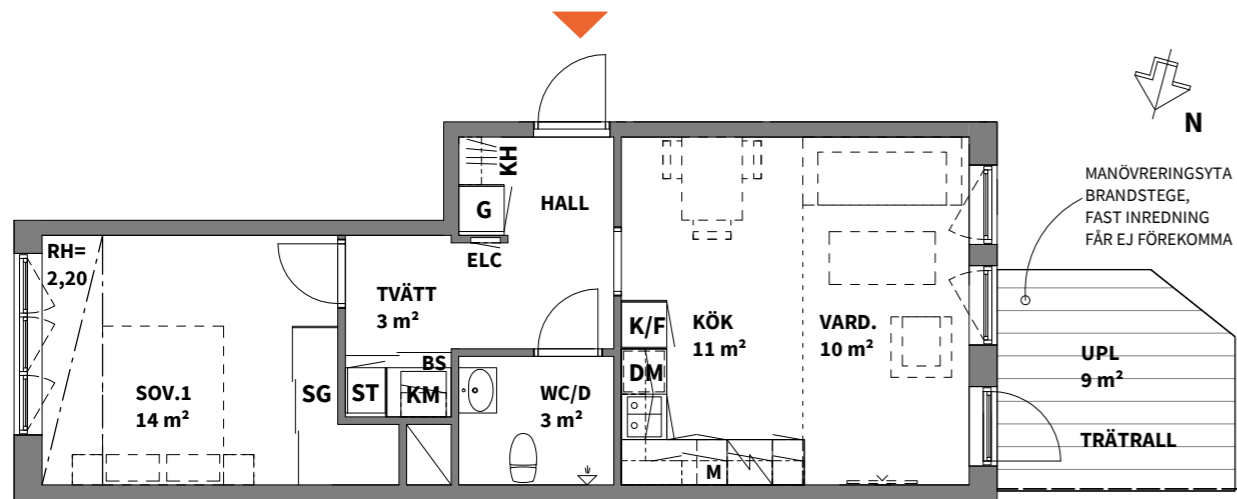 N
MANÖVRERINGSYTA
BRANDSTEGE,
FAST INREDNING
FÅR EJ FÖREKOMMA
KH
G
HALL
ELC
RH=
2,20
TVÄTT
3 m²
K/F
KÖK
11 m²
VARD.
10 m²
UPL
9 m²
BS
DM
ST
KM
SG
SOV.1
14 m²
WC/D
3 m²
TRÄTRALL
M